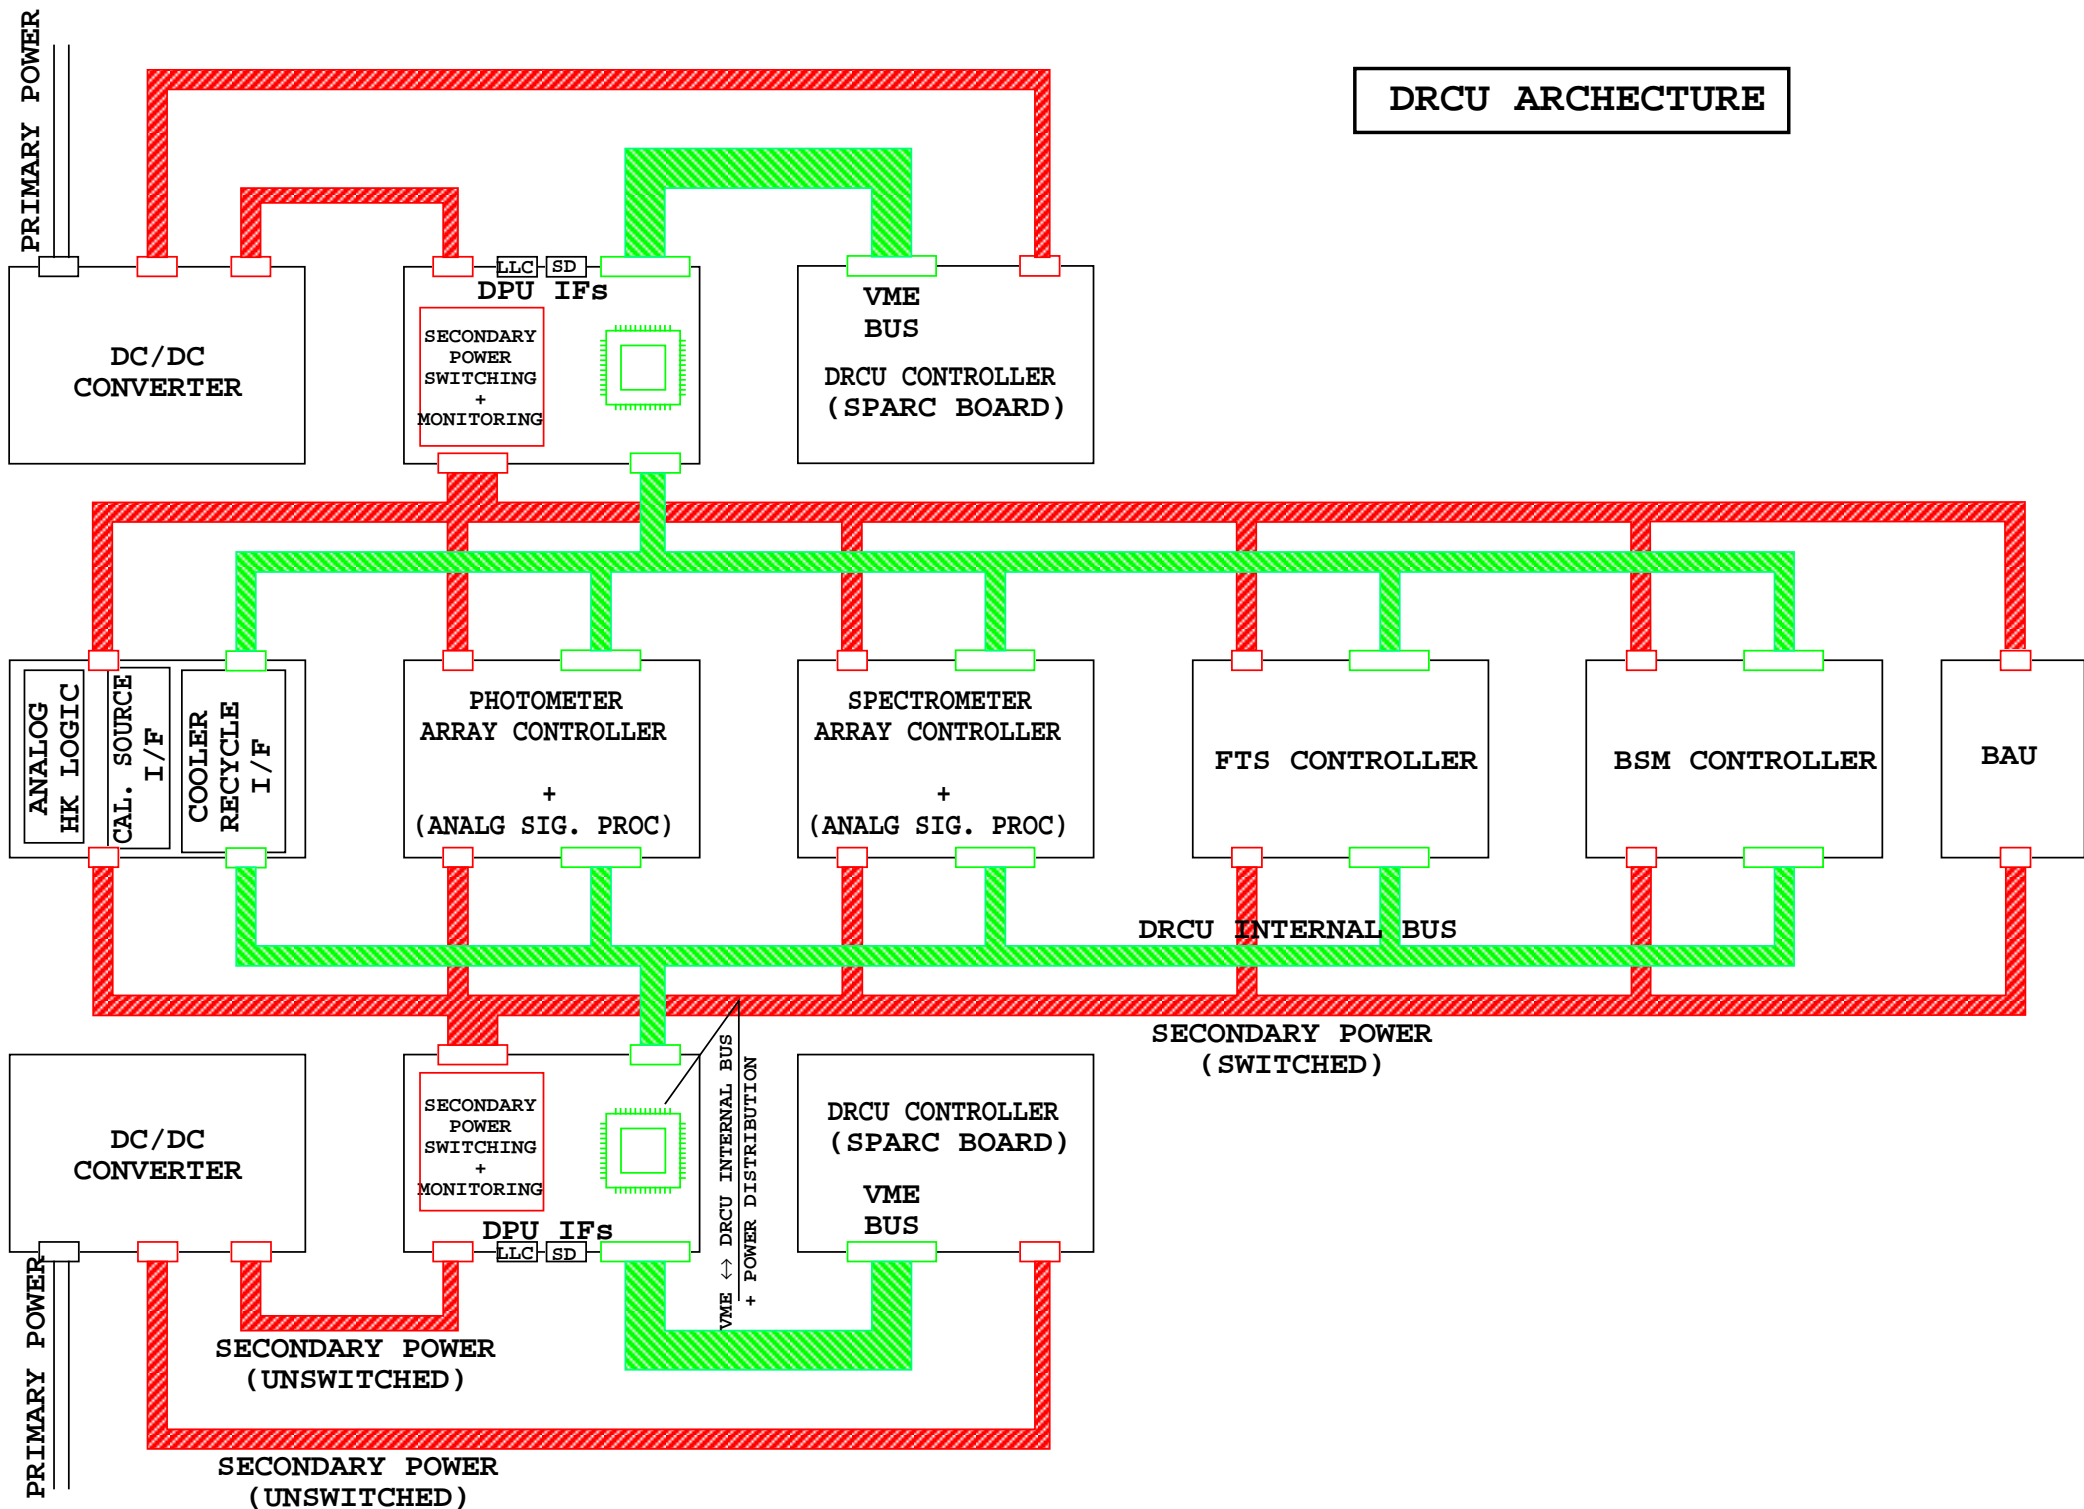 PRIMARY POWER
DRCU ARCHECTURE
LLC
SD
DPU IFs
DC/DC
CONVERTER
SECONDARY
POWER
SWITCHING
+
MONITORING
VME
BUS
DRCU CONTROLLER
(SPARC BOARD)
ANALOG
HK LOGIC
CAL. SOURCE
I/F
COOLER
RECYCLE
I/F
PHOTOMETER
ARRAY CONTROLLER
+
(ANALG SIG. PROC)
SPECTROMETER
ARRAY CONTROLLER
+
(ANALG SIG. PROC)
FTS CONTROLLER
BSM CONTROLLER
BAU
DRCU INTERNAL BUS
SECONDARY POWER
(SWITCHED)
DC/DC
CONVERTER
SECONDARY
POWER
SWITCHING
+
MONITORING
DPU IFs
LLC
SD
VME ↔ DRCU INTERNAL BUS
+ POWER DISTRIBUTION
DRCU CONTROLLER
(SPARC BOARD)
VME
BUS
PRIMARY POWER
SECONDARY POWER
(UNSWITCHED)
SECONDARY POWER
(UNSWITCHED)